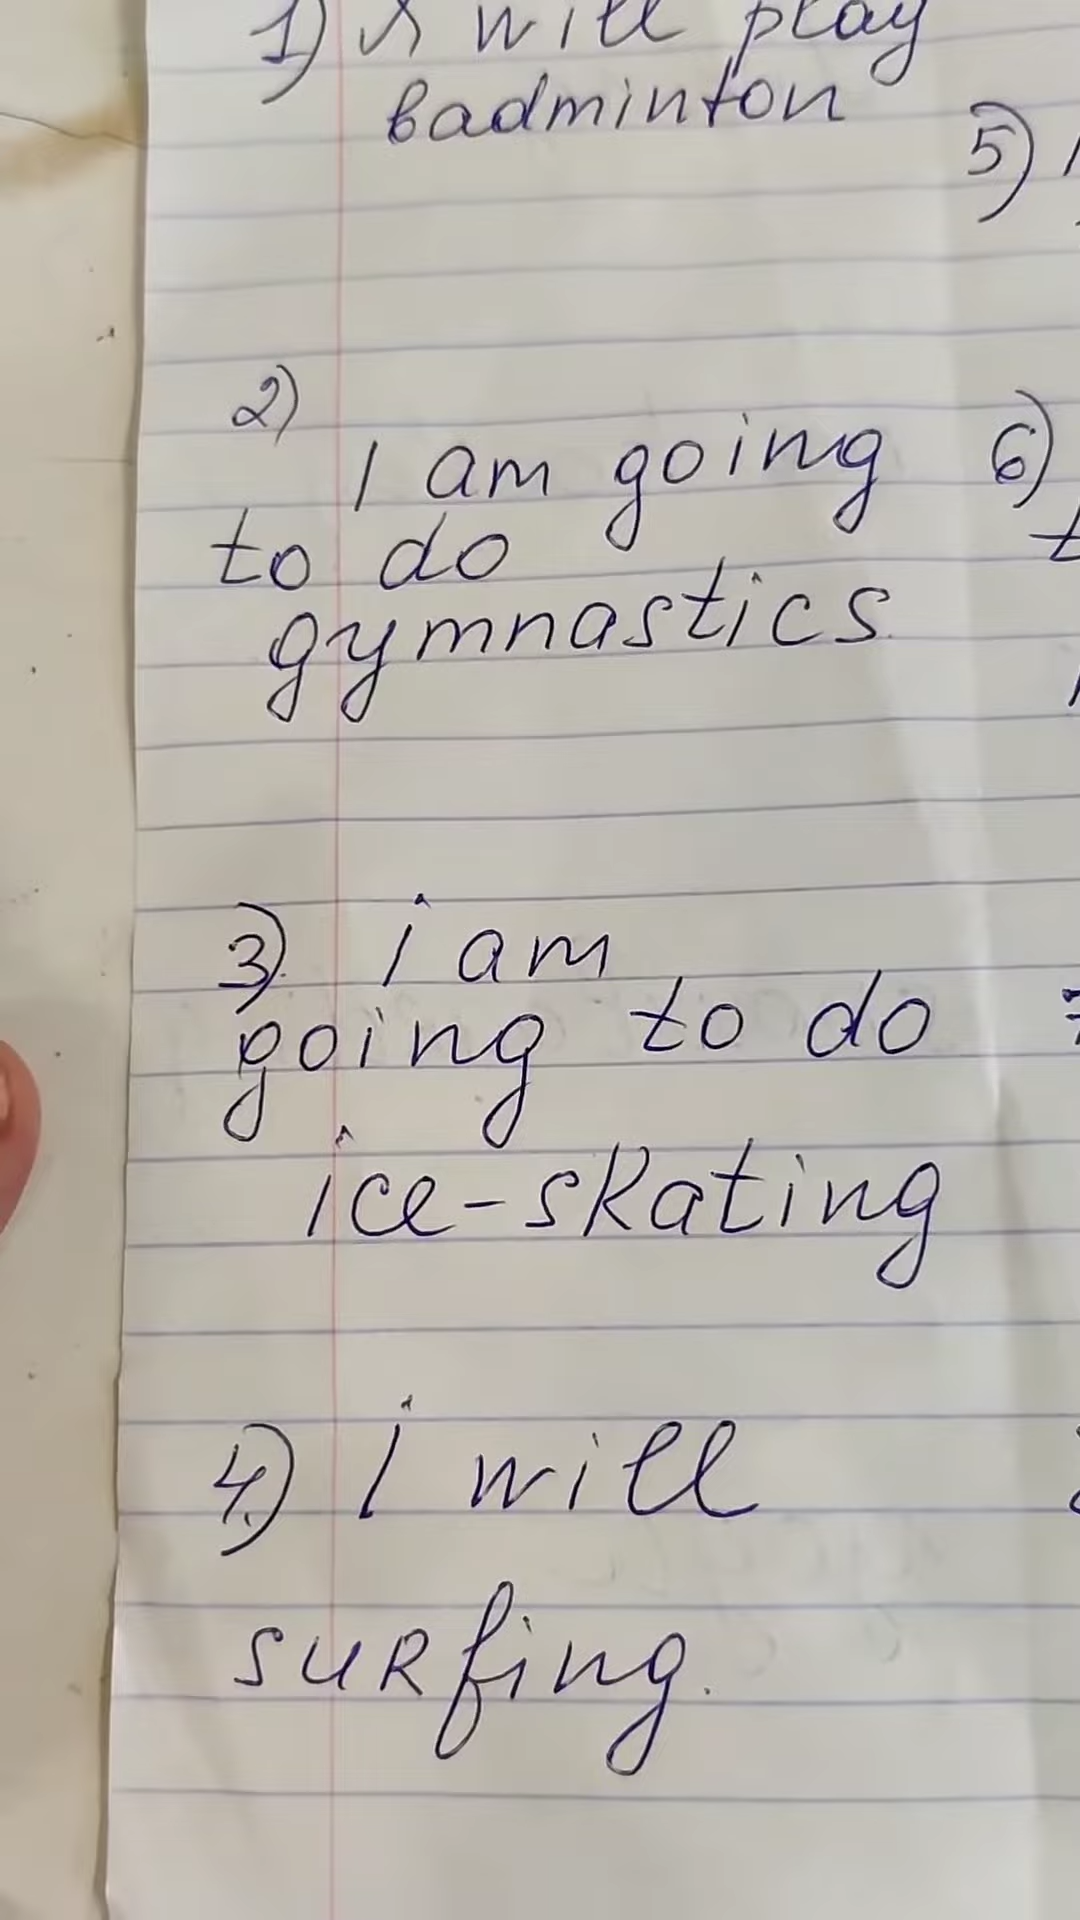 1) I will play
badminton
5)
2)
I am going
to do
gymnastics.
6)
3) i am
going to do
ice-skating
4.) i will
surfing.